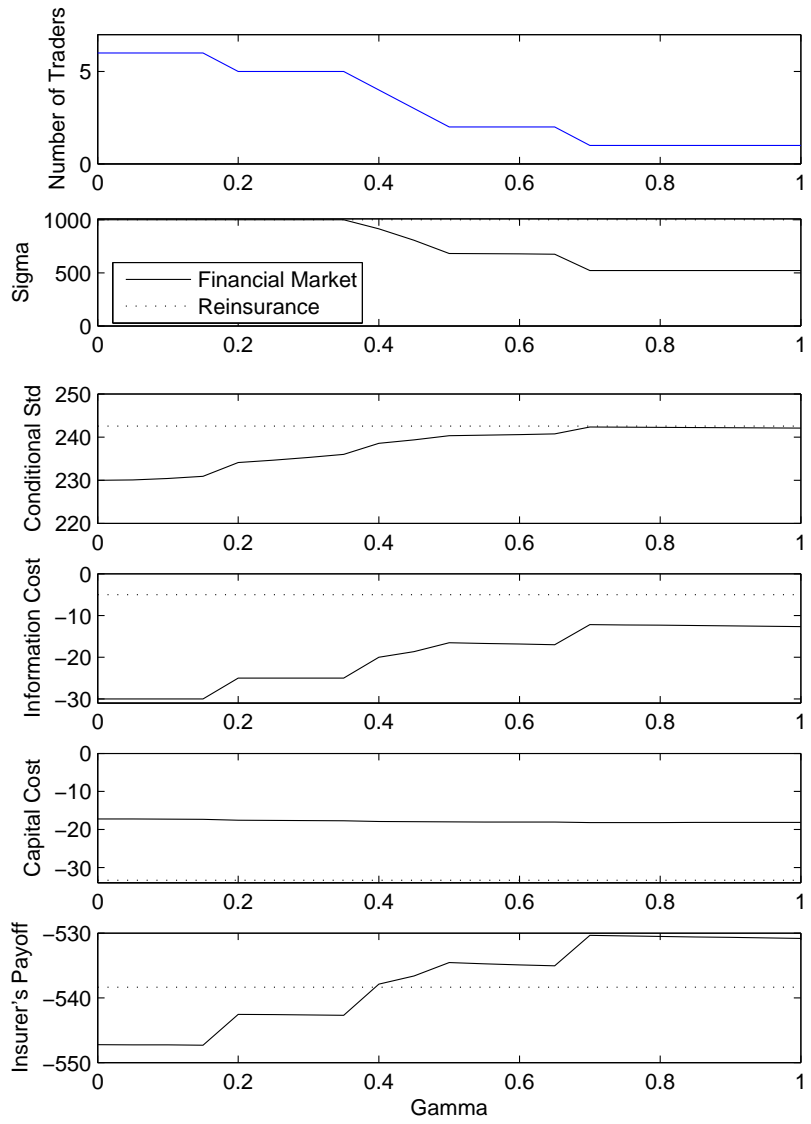 Number of Traders
5
0
0 0.2 0.4 0.6 0.8 1
Sigma
1000
500
0
Financial Market
Reinsurance
0 0.2 0.4 0.6 0.8 1
Conditional Std
250
240
230
220
0 0.2 0.4 0.6 0.8 1
Information Cost
0
−10
−20
−30
0 0.2 0.4 0.6 0.8 1
Capital Cost
0
−10
−20
−30
0 0.2 0.4 0.6 0.8 1
Insurer's Payoff
−530
−540
−550
0 0.2 0.4 0.6 0.8 1
Gamma